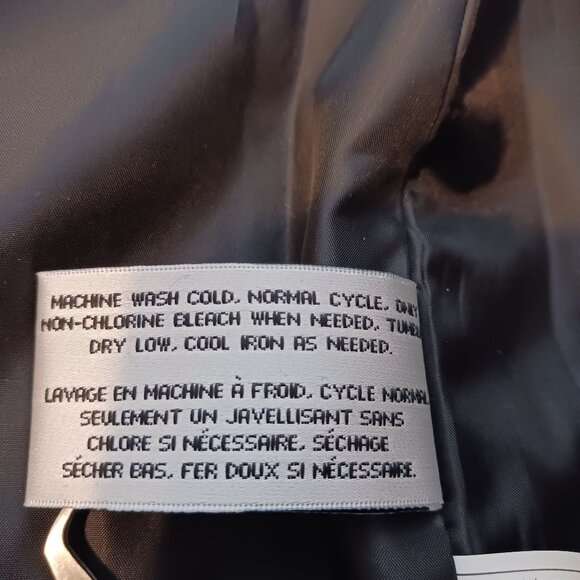 MACHINE WASH COLD, NORMAL CYCLE, ONLY
NON-CHLORINE BLEACH WHEN NEEDED, TUMBLE
DRY LOW, COOL IRON AS NEEDED.
LAVAGE EN MACHINE À FROID, CYCLE NORMAL
SEULEMENT UN JAVELLISANT SANS
CHLORE SI NÉCESSAIRE, SÉCHAGE
SÉCHER BAS, FER DOUX SI NÉCESSAIRE.